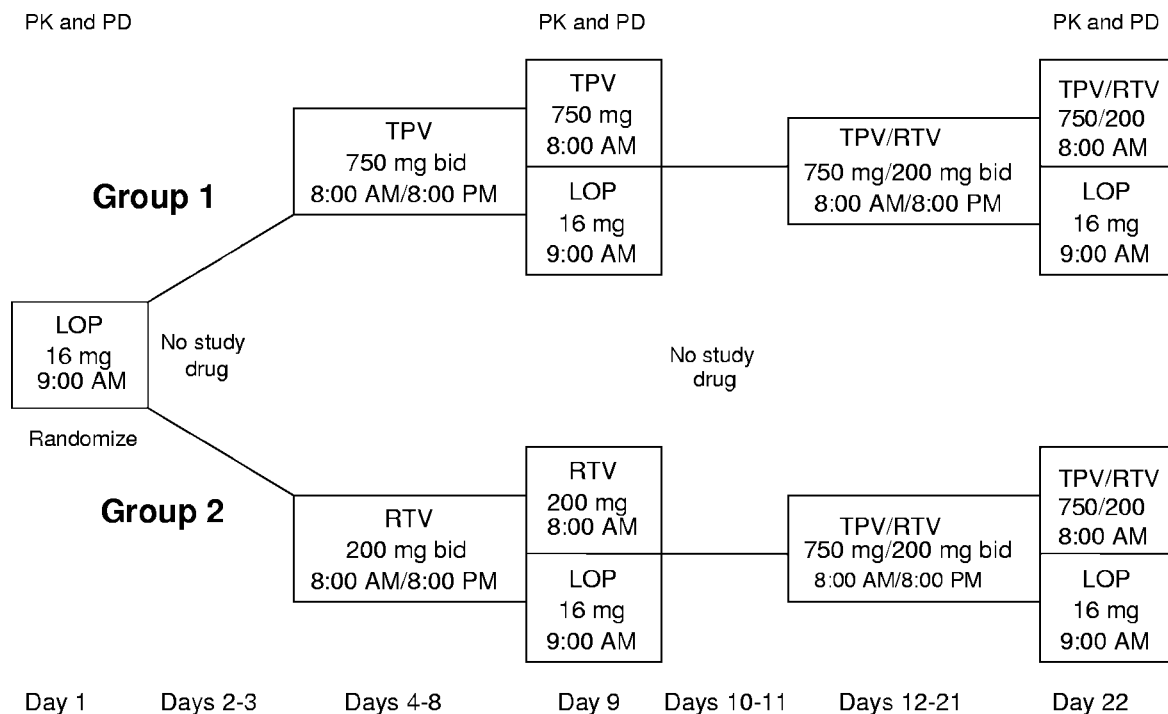 PK and PD
PK and PD
PK and PD
Group 1
TPV
750 mg bid
8:00 AM/8:00 PM
TPV
750 mg
8:00 AM
LOP
16 mg
9:00 AM
TPV/RTV
750 mg/200 mg bid
8:00 AM/8:00 PM
TPV/RTV
750/200
8:00 AM
LOP
16 mg
9:00 AM
LOP
16 mg
9:00 AM
Randomize
No study
drug
No study
drug
Group 2
RTV
200 mg bid
8:00 AM/8:00 PM
RTV
200 mg
8:00 AM
LOP
16 mg
9:00 AM
TPV/RTV
750 mg/200 mg bid
8:00 AM/8:00 PM
TPV/RTV
750/200
8:00 AM
LOP
16 mg
9:00 AM
Day 1
Days 2-3
Days 4-8
Day 9
Days 10-11
Days 12-21
Day 22